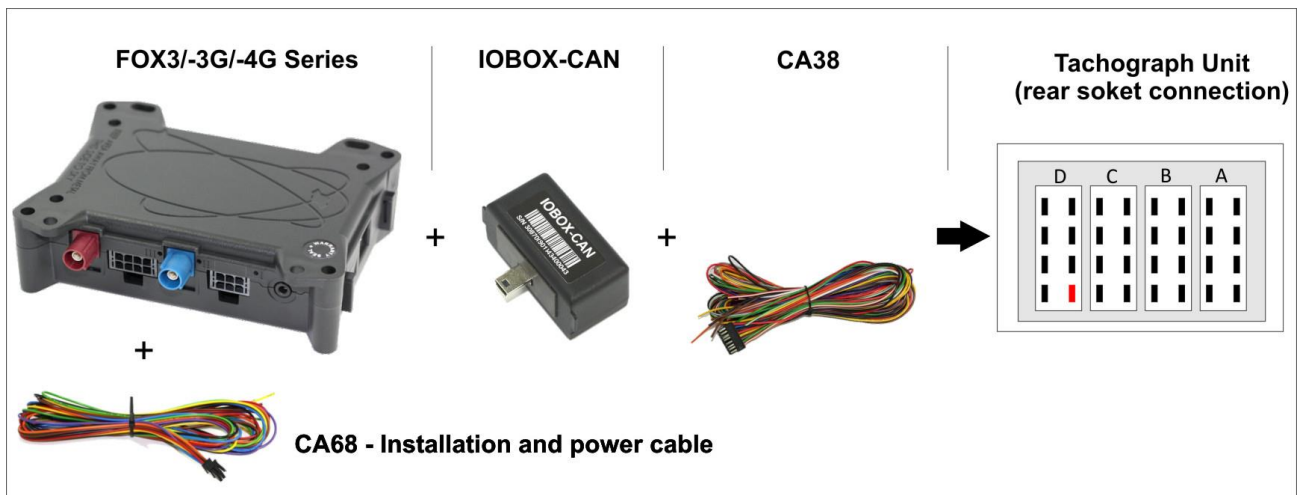 FOX3/-3G/-4G Series
IOBOX-CAN
CA38
Tachograph Unit
(rear soket connection)
D C B A
IOBOX-CAN
+
+
+
CA68 - Installation and power cable